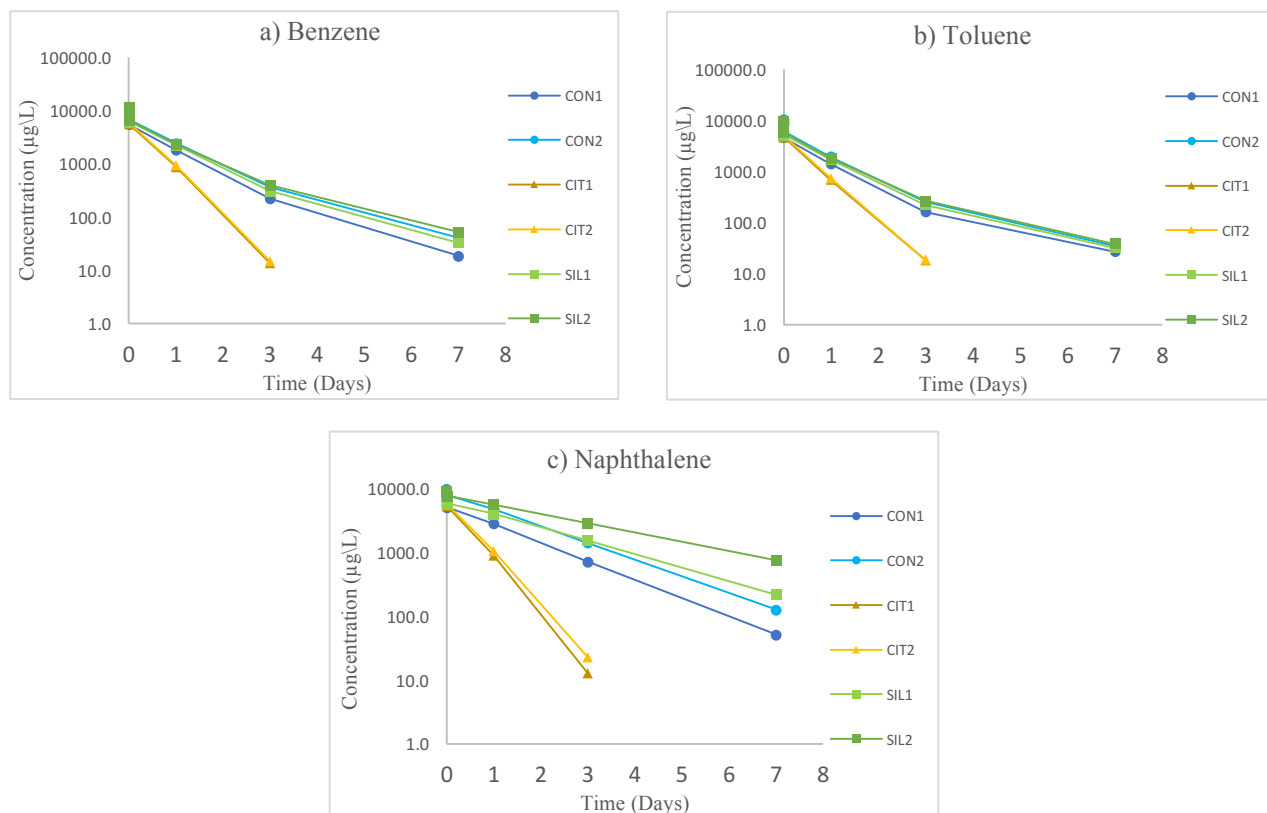 a) Benzene
100000.0
10000.0
1000.0
100.0
10.0
1.0
Concentration (µg\L)
0 1 2 3 4 5 6 7 8
Time (Days)
CON1
CON2
CIT1
CIT2
SIL1
SIL2
b) Toluene
100000.0
10000.0
1000.0
100.0
10.0
1.0
Concentration (µg\L)
0 1 2 3 4 5 6 7 8
Time (Days)
CON1
CON2
CIT1
CIT2
SIL1
SIL2
c) Naphthalene
10000.0
1000.0
100.0
10.0
1.0
Concentration (µg\L)
0 1 2 3 4 5 6 7 8
Time (Days)
CON1
CON2
CIT1
CIT2
SIL1
SIL2